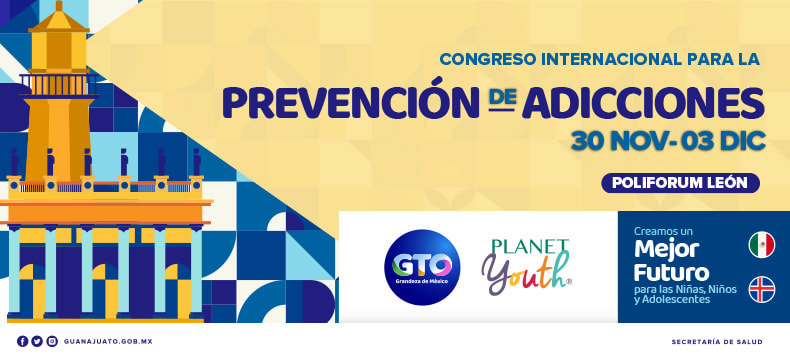 CONGRESO INTERNACIONAL PARA LA
PREVENCIÓN DE ADICCIONES
30 NOV- 03 DIC
POLIFORUM LEÓN
GTO
Grandeza de México
PLANET
Youth®
Creamos un
Mejor
Futuro
para las Niñas, Niños
y Adolescentes
GUANAJUATO.GOB.MX
SECRETARÍA DE SALUD